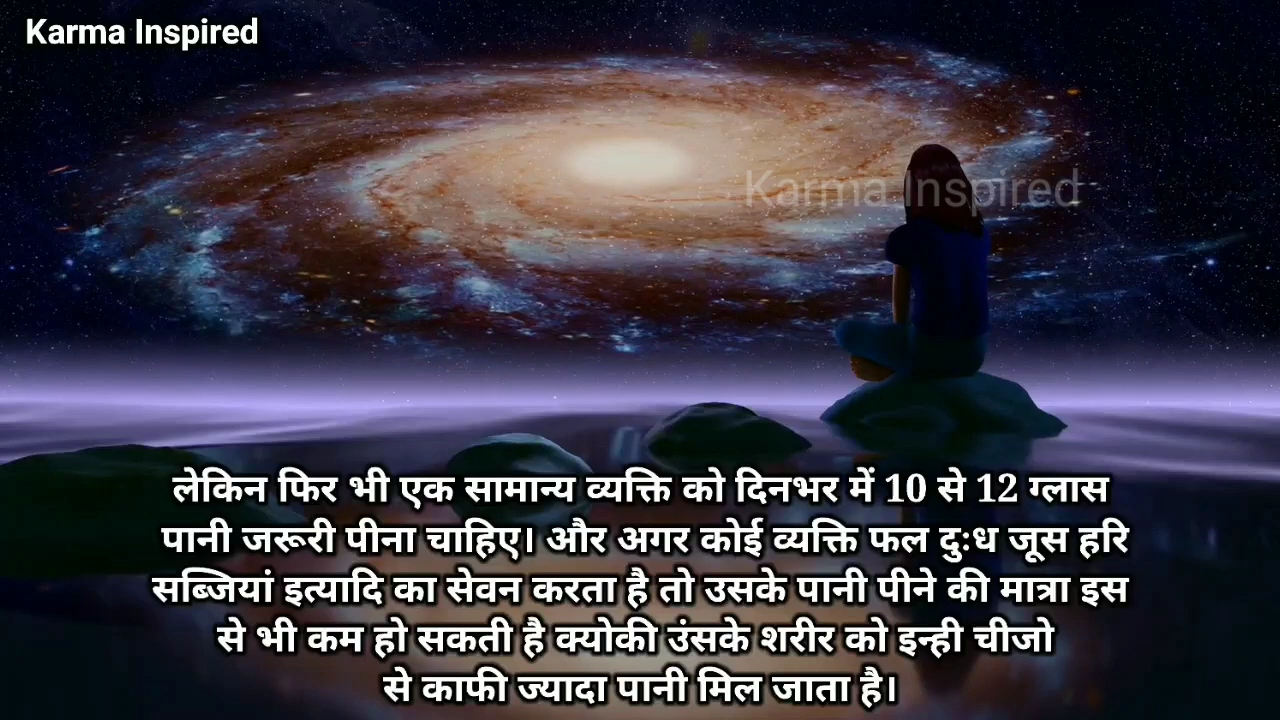 Karma Inspired
Karma Inspired
लेकिन फिर भी एक सामान्य व्यक्ति को दिनभर में 10 से 12 ग्लास
पानी जरूरी पीना चाहिए। और अगर कोई व्यक्ति फल दुःध जूस हरि
सब्जियां इत्यादि का सेवन करता है तो उसके पानी पीने की मात्रा इस
से भी कम हो सकती है क्योकी उंसके शरीर को इन्ही चीजो
से काफी ज्यादा पानी मिल जाता है।